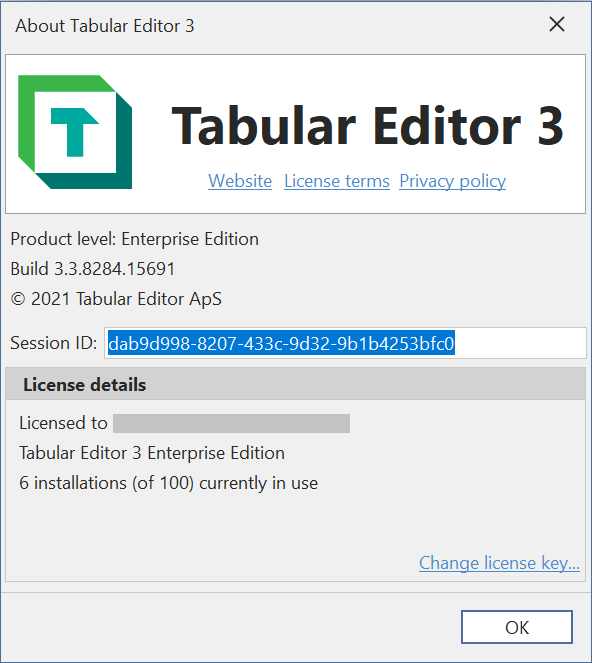 About Tabular Editor 3
Tabular Editor 3
Website License terms Privacy policy
Product level: Enterprise Edition
Build 3.3.8284.15691
© 2021 Tabular Editor ApS
Session ID: dab9d998-8207-433c-9d32-9b1b4253bfc0
License details
Licensed to
Tabular Editor 3 Enterprise Edition
6 installations (of 100) currently in use
Change license key...
OK